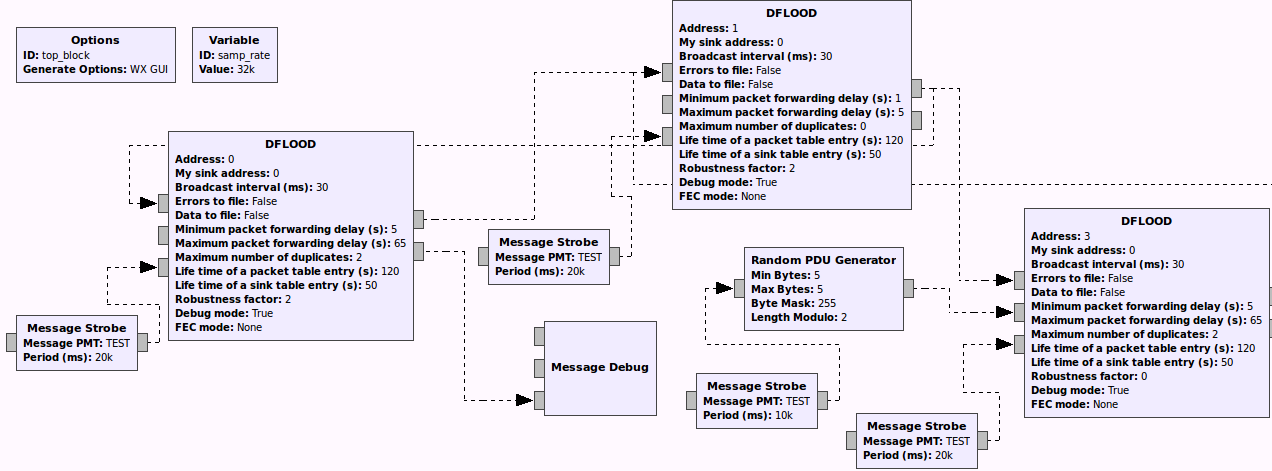 Options
ID: top_block
Generate Options: WX GUI
Variable
ID: samp_rate
Value: 32k
DFLOOD
Address: 1
My sink address: 0
Broadcast interval (ms): 30
Errors to file: False
Data to file: False
Minimum packet forwarding delay (s): 1
Maximum packet forwarding delay (s): 5
Maximum number of duplicates: 0
Life time of a packet table entry (s): 120
Life time of a sink table entry (s): 50
Robustness factor: 2
Debug mode: True
FEC mode: None
DFLOOD
Address: 0
My sink address: 0
Broadcast interval (ms): 30
Errors to file: False
Data to file: False
Minimum packet forwarding delay (s): 5
Maximum packet forwarding delay (s): 65
Maximum number of duplicates: 2
Life time of a packet table entry (s): 120
Life time of a sink table entry (s): 50
Robustness factor: 2
Debug mode: True
FEC mode: None
Message Strobe
Message PMT: TEST
Period (ms): 20k
Random PDU Generator
Min Bytes: 5
Max Bytes: 5
Byte Mask: 255
Length Modulo: 2
DFLOOD
Address: 3
My sink address: 0
Broadcast interval (ms): 30
Errors to file: False
Data to file: False
Minimum packet forwarding delay (s): 5
Maximum packet forwarding delay (s): 65
Maximum number of duplicates: 2
Life time of a packet table entry (s): 120
Life time of a sink table entry (s): 50
Robustness factor: 0
Debug mode: True
FEC mode: None
Message Strobe
Message PMT: TEST
Period (ms): 20k
Message Debug
Message Strobe
Message PMT: TEST
Period (ms): 10k
Message Strobe
Message PMT: TEST
Period (ms): 20k